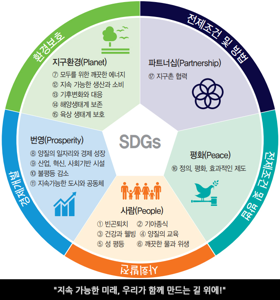 환경보호
전제조건 및 방법
지구환경(Planet)
⑦ 모두를 위한 깨끗한 에너지
⑫ 지속 가능한 생산과 소비
⑬ 기후변화와 대응
⑭ 해양생태계 보존
⑮ 육상 생태계 보호
파트너십(Partnership)
⑰ 지구촌 협력
SDGs
번영(Prosperity)
⑧ 양질의 일자리와 경제 성장
⑨ 산업, 혁신, 사회기반 시설
⑩ 불평등 감소
⑪ 지속가능한 도시와 공동체
평화(Peace)
⑯ 정의, 평화, 효과적인 제도
사람(People)
① 빈곤퇴치 ② 기아종식
③ 건강과 웰빙 ④ 양질의 교육
⑤ 성 평등 ⑥ 깨끗한 물과 위생
경제개발
전제조건 및 방법
사회발전
"지속 가능한 미래, 우리가 함께 만드는 길 위에!"